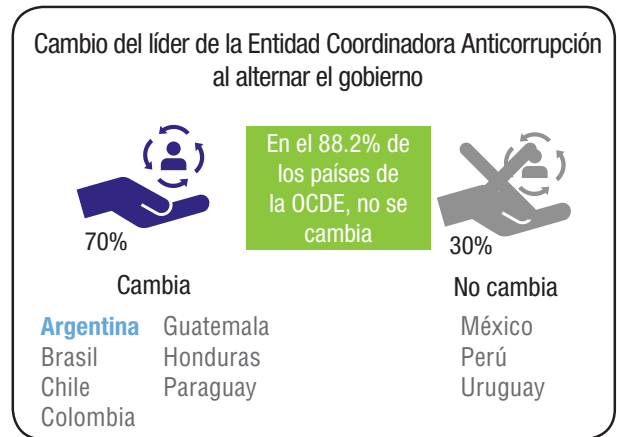 Cambio del líder de la Entidad Coordinadora Anticorrupción
al alternar el gobierno
En el 88.2% de
los países de
la OCDE, no se
cambia
70%
30%
Cambia
No cambia
Argentina
Brasil
Chile
Colombia
Guatemala
Honduras
Paraguay
México
Perú
Uruguay